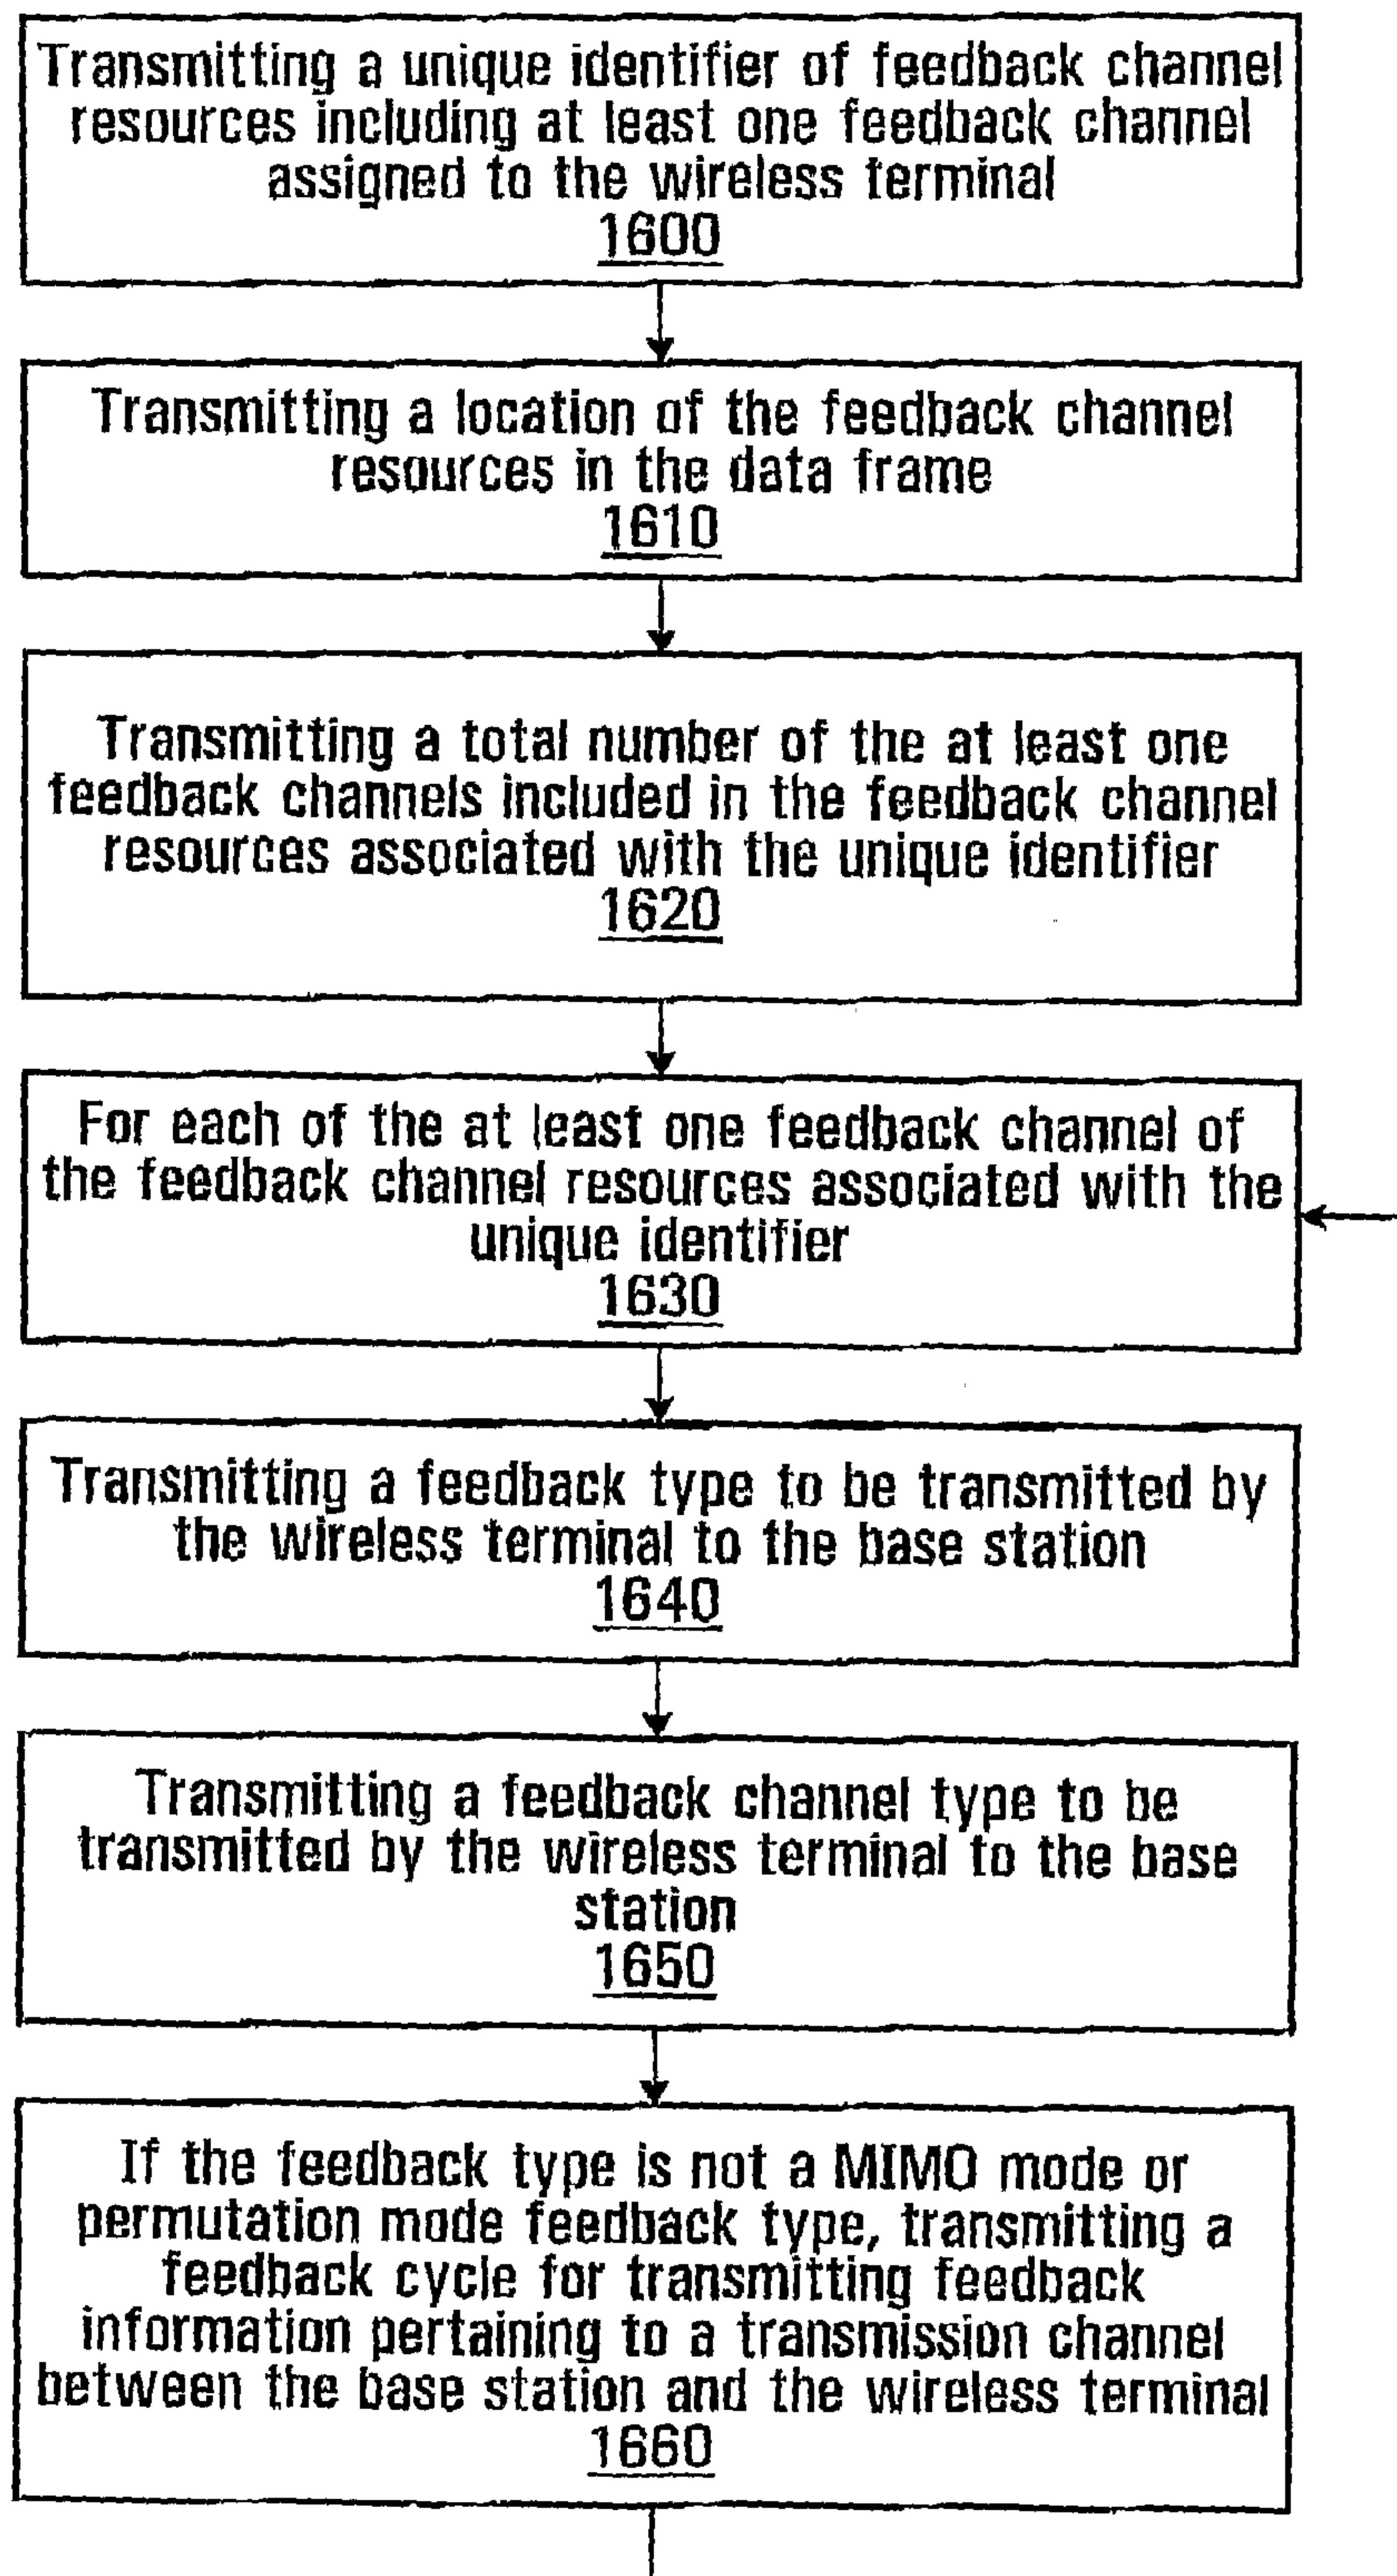 Transmitting a unique identifier of feedback channel
resources including at least one feedback channel
assigned to the wireless terminal
1600
Transmitting a location of the feedback channel
resources in the data frame
1610
Transmitting a total number of the at least one
feedback channels included in the feedback channel
resources associated with the unique identifier
1620
For each of the at least one feedback channel of
the feedback channel resources associated with the
unique identifier
1630
Transmitting a feedback type to be transmitted by
the wireless terminal to the base station
1640
Transmitting a feedback channel type to be
transmitted by the wireless terminal to the base
station
1650
If the feedback type is not a MIMO mode or
permutation mode feedback type, transmitting a
feedback cycle for transmitting feedback
information pertaining to a transmission channel
between the base station and the wireless terminal
1660